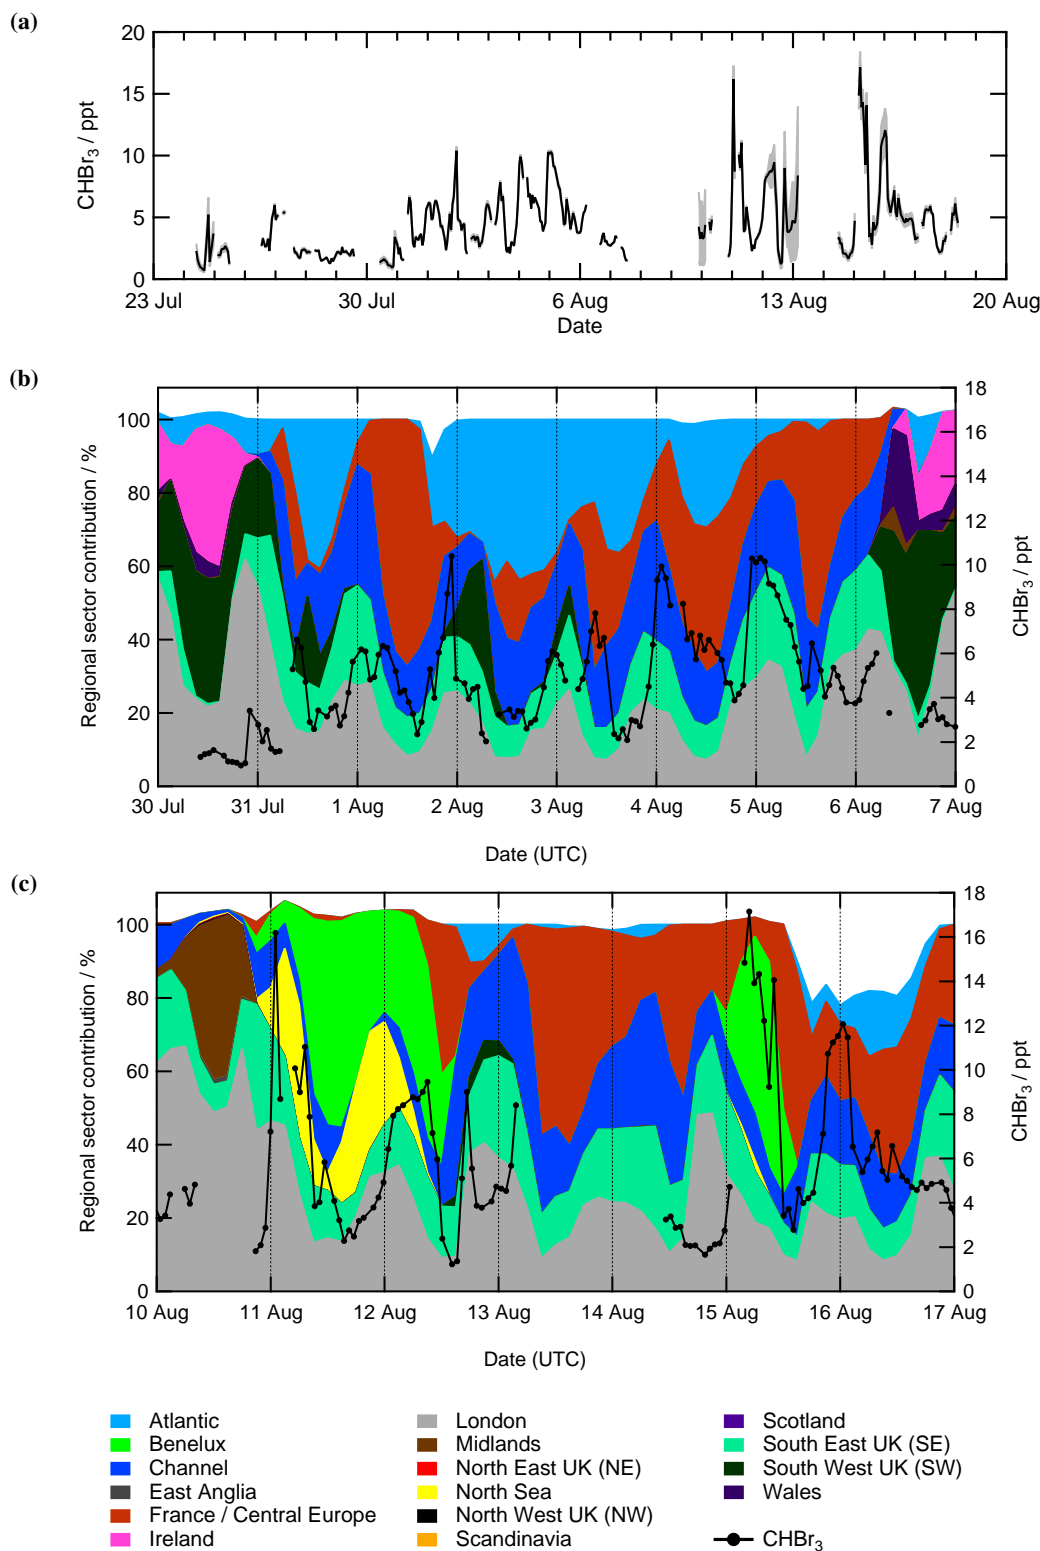 (a)
20
15
10
5
0
CHBr3 / ppt
23 Jul 30 Jul 6 Aug 13 Aug 20 Aug
Date
(b)
100
80
60
40
20
0
Regional sector contribution / %
18
16
14
12
10
8
6
4
2
0
CHBr3 / ppt
30 Jul 31 Jul 1 Aug 2 Aug 3 Aug 4 Aug 5 Aug 6 Aug 7 Aug
Date (UTC)
(c)
100
80
60
40
20
0
Regional sector contribution / %
18
16
14
12
10
8
6
4
2
0
CHBr3 / ppt
10 Aug 11 Aug 12 Aug 13 Aug 14 Aug 15 Aug 16 Aug 17 Aug
Date (UTC)
Atlantic London Scotland
Benelux Midlands South East UK (SE)
Channel North East UK (NE) South West UK (SW)
East Anglia North Sea Wales
France / Central Europe North West UK (NW)
Ireland Scandinavia CHBr3